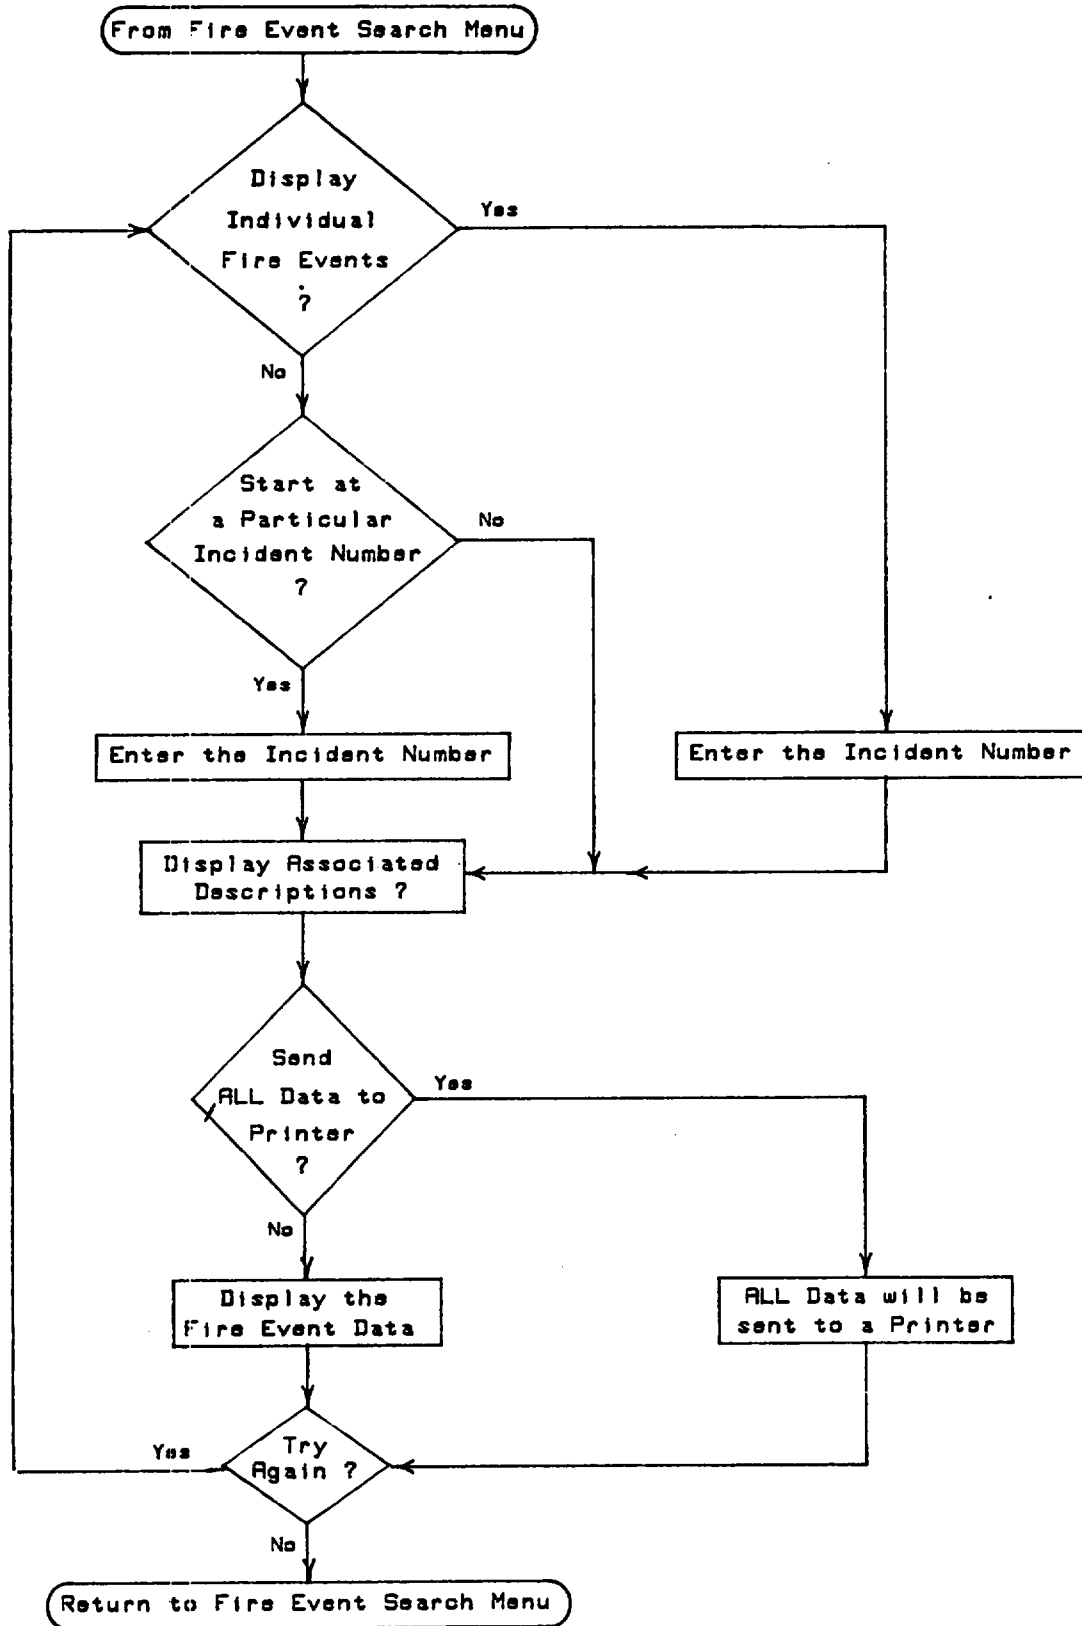 From Fire Event Search Menu
Display
Individual
Fire Events
?
Yes
No
Start at
a Particular
Incident Number
?
No
Yes
Enter the Incident Number
Enter the Incident Number
Display Associated
Descriptions ?
Send
ALL Data to
Printer
?
Yes
No
Display the
Fire Event Data
ALL Data will be
sent to a Printer
Try
Again ?
Yes
No
Return to Fire Event Search Menu